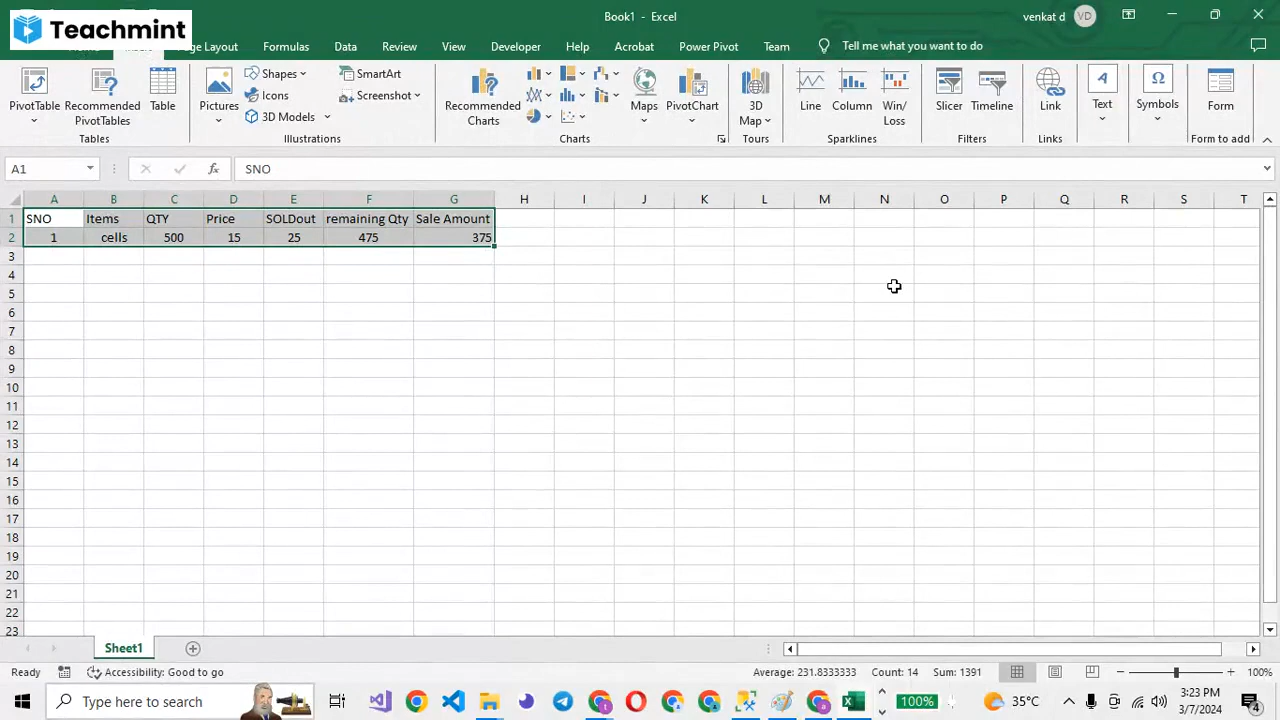 Teachmint
Book1 - Excel
venkat d
VD
Page Layout
Formulas
Data
Review
View
Developer
Help
Acrobat
Power Pivot
Team
Tell me what you want to do
PivotTable
Recommended
PivotTables
Table
Pictures
Shapes
Icons
3D Models
SmartArt
Screenshot
Recommended
Charts
Maps
PivotChart
3D
Map
Line
Column
Win/
Loss
Slicer
Timeline
Link
Text
Symbols
Form
Tables
Illustrations
Charts
Tours
Sparklines
Filters
Links
Form to add
A1
fx
SNO
A B C D E F G H I J K L M N O P Q R S T
1 SNO Items QTY Price SOLDout remaining Qty Sale Amount
2 1 cells 500 15 25 475 375
3
4
5
6
7
8
9
10
11
12
13
14
15
16
17
18
19
20
21
22
23
Sheet1
Ready
Accessibility: Good to go
Average: 231.8333333 Count: 14 Sum: 1391
100%
Type here to search
100%
35°C
3:23 PM
3/7/2024
4